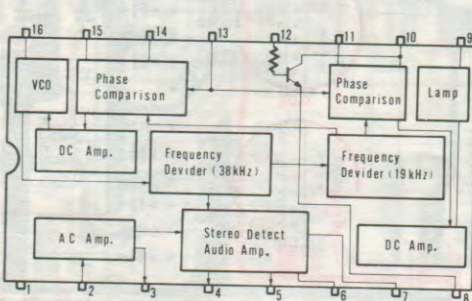 16 15 14 13 12 11 10 9
VCO
Phase
Comparison
Phase
Comparison
Lamp
DC Amp.
Frequency
Devider (38kHz)
Frequency
Devider (19kHz)
AC Amp.
Stereo Detect
Audio Amp.
DC Amp.
1 2 3 4 5 6 7 8